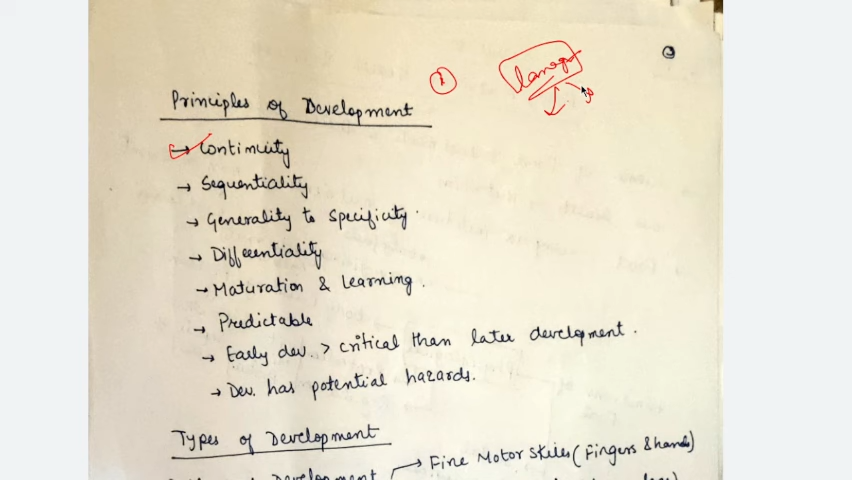 Principles of Development
→ Continuity
→ Sequentiality
→ Generality to specificity.
→ Differentiality
→ Maturation & learning.
→ Predictable
→ Early dev. > critical than later development.
→ Dev. has potential hazards.
Types of Development
Development → Fine Motor Skills (fingers & hands)